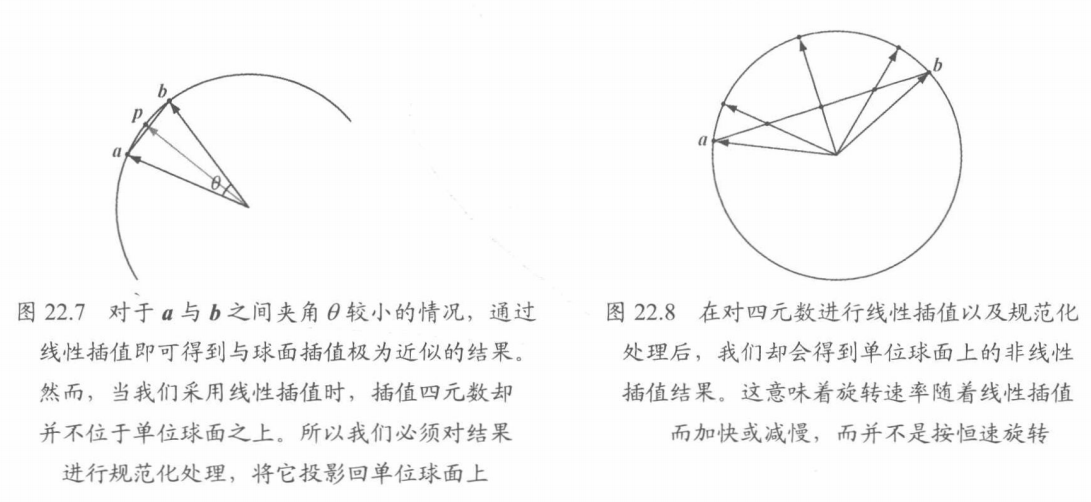 b
p
a
θ
a
b
图 22.7 对于 a 与 b 之间夹角 θ 较小的情况，通过
线性插值即可得到与球面插值极为近似的结果。
然而，当我们采用线性插值时，插值四元数却
并不位于单位球面之上。所以我们必须对结果
进行规范化处理，将它投影回单位球面上
图 22.8 在对四元数进行线性插值以及规范化
处理后，我们却会得到单位球面上的非线性
插值结果。这意味着旋转速率随着线性插值
而加快或减慢，而并不是按恒速旋转